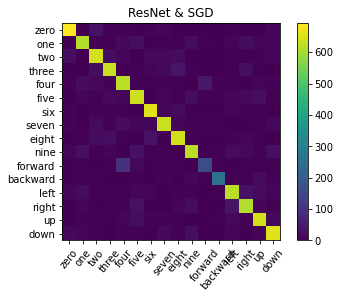 ResNet & SGD
zero
one
two
three
four
five
six
seven
eight
nine
forward
backward
left
right
up
down
zero
one
two
three
four
five
six
seven
eight
nine
forward
backward
left
right
up
down
600
500
400
300
200
100
0